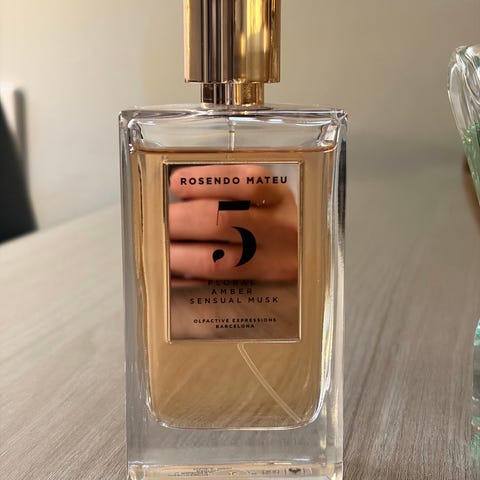 ROSENDO MATEU
5
FLORAL
AMBER
SENSUAL MUSK
OLFACTIVE EXPRESSIONS
BARCELONA